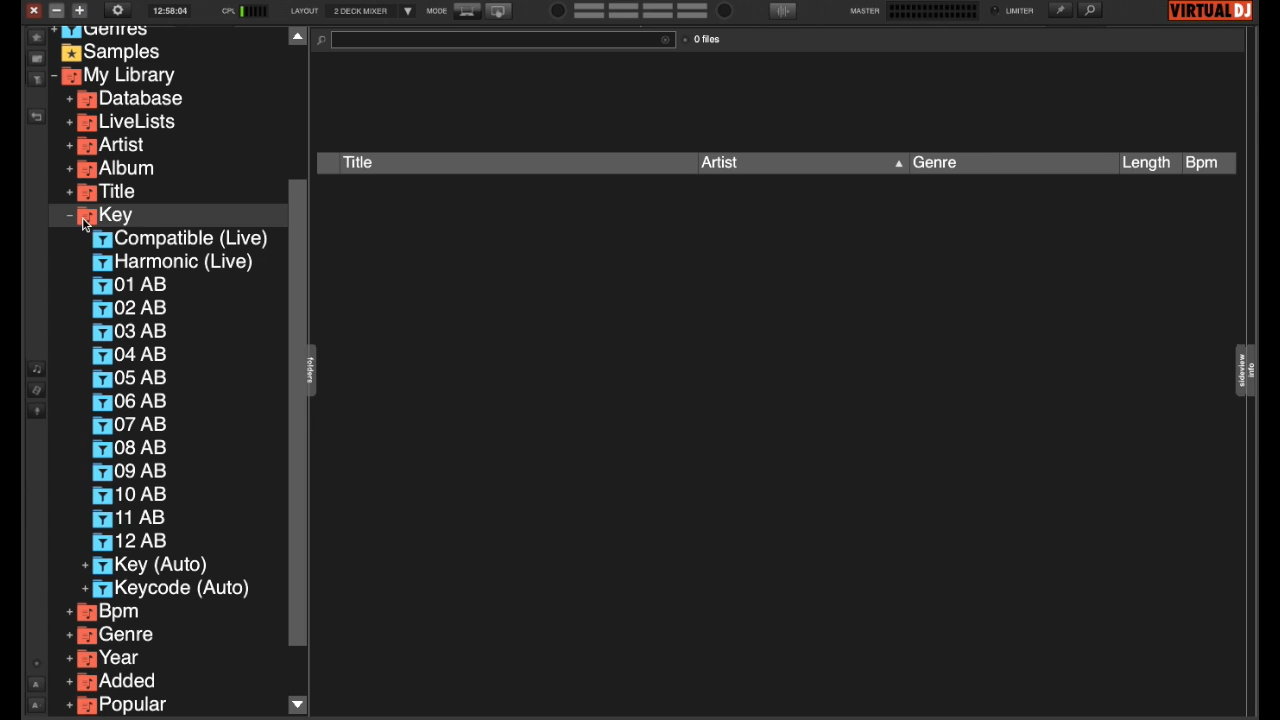 12:58:04 CPL LAYOUT 2 DECK MIXER MODE MASTER LIMITER VIRTUAL DJ
Genres
Samples
My Library
Database
LiveLists
Artist
Album
Title
Key
Compatible (Live)
Harmonic (Live)
01 AB
02 AB
03 AB
04 AB
05 AB
06 AB
07 AB
08 AB
09 AB
10 AB
11 AB
12 AB
Key (Auto)
Keycode (Auto)
Bpm
Genre
Year
Added
Popular
A
A
folders
0 files
Title Artist Genre Length Bpm
sideview
info